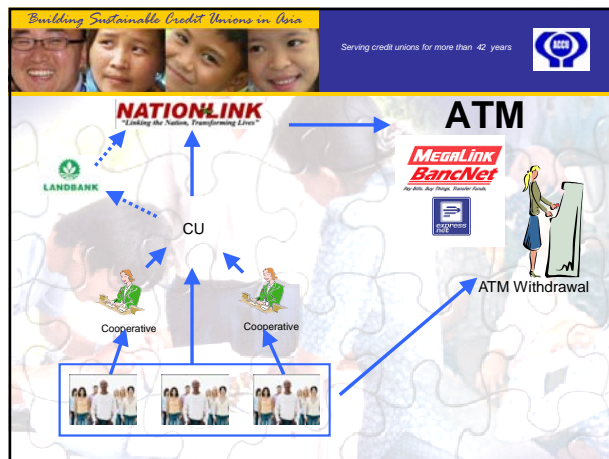 Building Sustainable Credit Unions in Asia
Serving credit unions for more than 42 years
ACCU
NATIONLINK
"Linking the Nation, Transforming Lives"
ATM
MEGALINK
BancNet
Pay Bills. Buy Things. Transfer Funds.
express
net
LANDBANK
CU
ATM Withdrawal
Cooperative
Cooperative